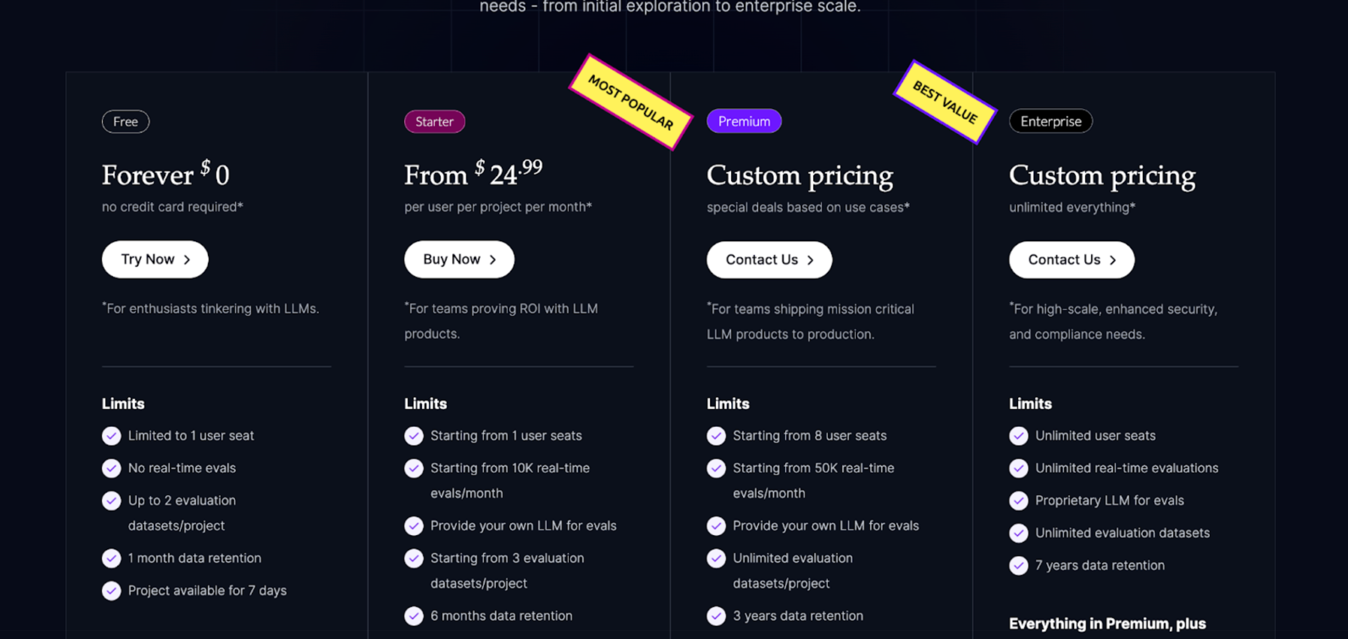 needs - from initial exploration to enterprise scale.
Free
Forever $ 0
no credit card required*
Try Now
*For enthusiasts tinkering with LLMs.
Limits
Limited to 1 user seat
No real-time evals
Up to 2 evaluation
datasets/project
1 month data retention
Project available for 7 days
MOST POPULAR
Starter
From $ 24.99
per user per project per month*
Buy Now
*For teams proving ROI with LLM
products.
Limits
Starting from 1 user seats
Starting from 10K real-time
evals/month
Provide your own LLM for evals
Starting from 3 evaluation
datasets/project
6 months data retention
BEST VALUE
Premium
Custom pricing
special deals based on use cases*
Contact Us
*For teams shipping mission critical
LLM products to production.
Limits
Starting from 8 user seats
Starting from 50K real-time
evals/month
Provide your own LLM for evals
Unlimited evaluation
datasets/project
3 years data retention
Enterprise
Custom pricing
unlimited everything*
Contact Us
*For high-scale, enhanced security,
and compliance needs.
Limits
Unlimited user seats
Unlimited real-time evaluations
Proprietary LLM for evals
Unlimited evaluation datasets
7 years data retention
Everything in Premium, plus